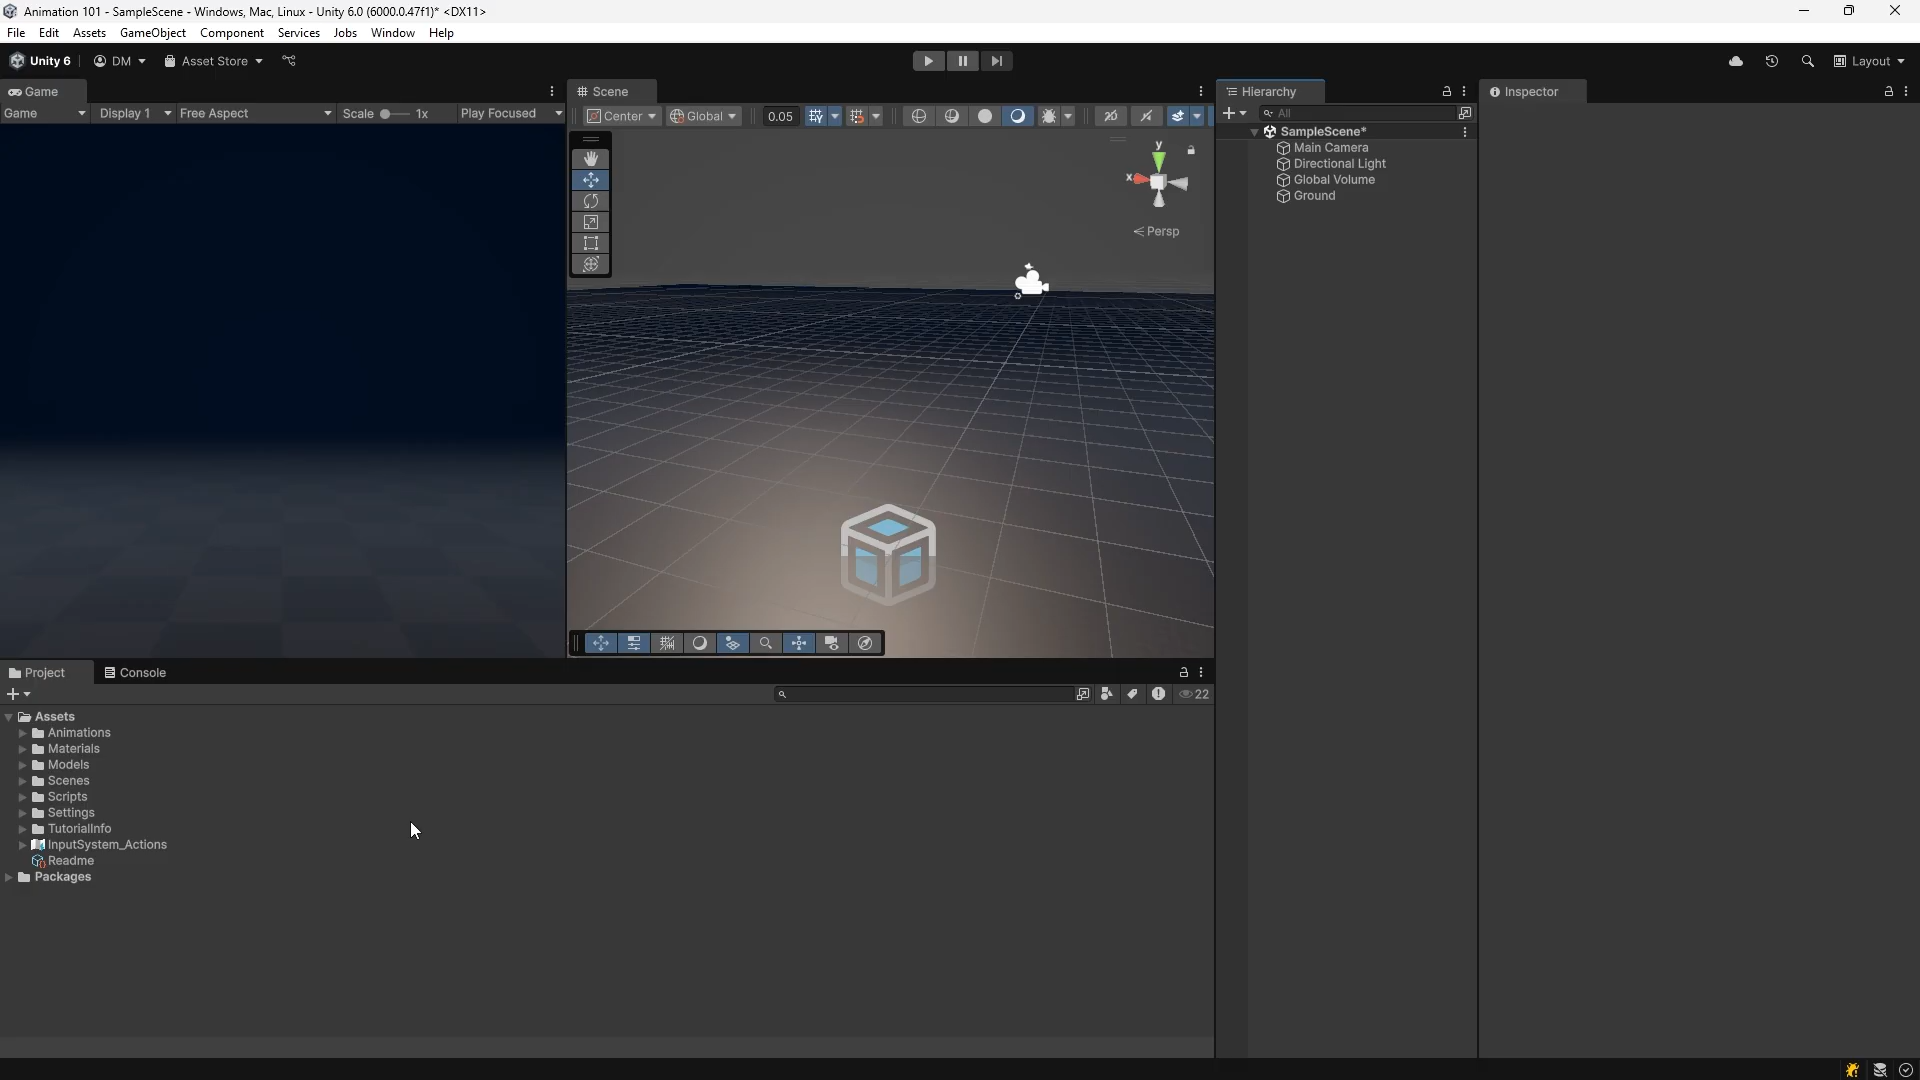 Animation 101 - SampleScene - Windows, Mac, Linux - Unity 6.0 (6000.0.47f1)* <DX11>
File Edit Assets GameObject Component Services Jobs Window Help
Unity 6 DM Asset Store Layout
Game Scene Hierarchy Inspector
Game Display 1 Free Aspect Scale 1x Play Focused Center Global 0.05 2D All
SampleScene*
Main Camera
Directional Light
Global Volume
Ground
y
x
Persp
Project Console
22
Assets
Animations
Materials
Models
Scenes
Scripts
Settings
TutorialInfo
InputSystem_Actions
Readme
Packages